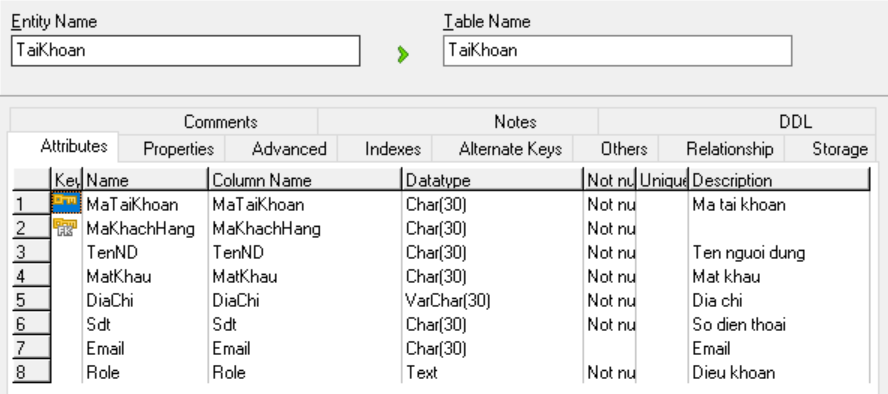 Entity Name Table Name
TaiKhoan TaiKhoan
Comments Notes DDL
Attributes Properties Advanced Indexes Alternate Keys Others Relationship Storage
Key Name Column Name Datatype Not nu Unique Description
1 MaTaiKhoan MaTaiKhoan Char(30) Not nu Ma tai khoan
2 MaKhachHang MaKhachHang Char(30) Not nu
3 TenND TenND Char(30) Not nu Ten nguoi dung
4 MatKhau MatKhau Char(30) Not nu Mat khau
5 DiaChi DiaChi VarChar(30) Not nu Dia chi
6 Sdt Sdt Char(30) Not nu So dien thoai
7 Email Email Char(30) Email
8 Role Role Text Not nu Dieu khoan